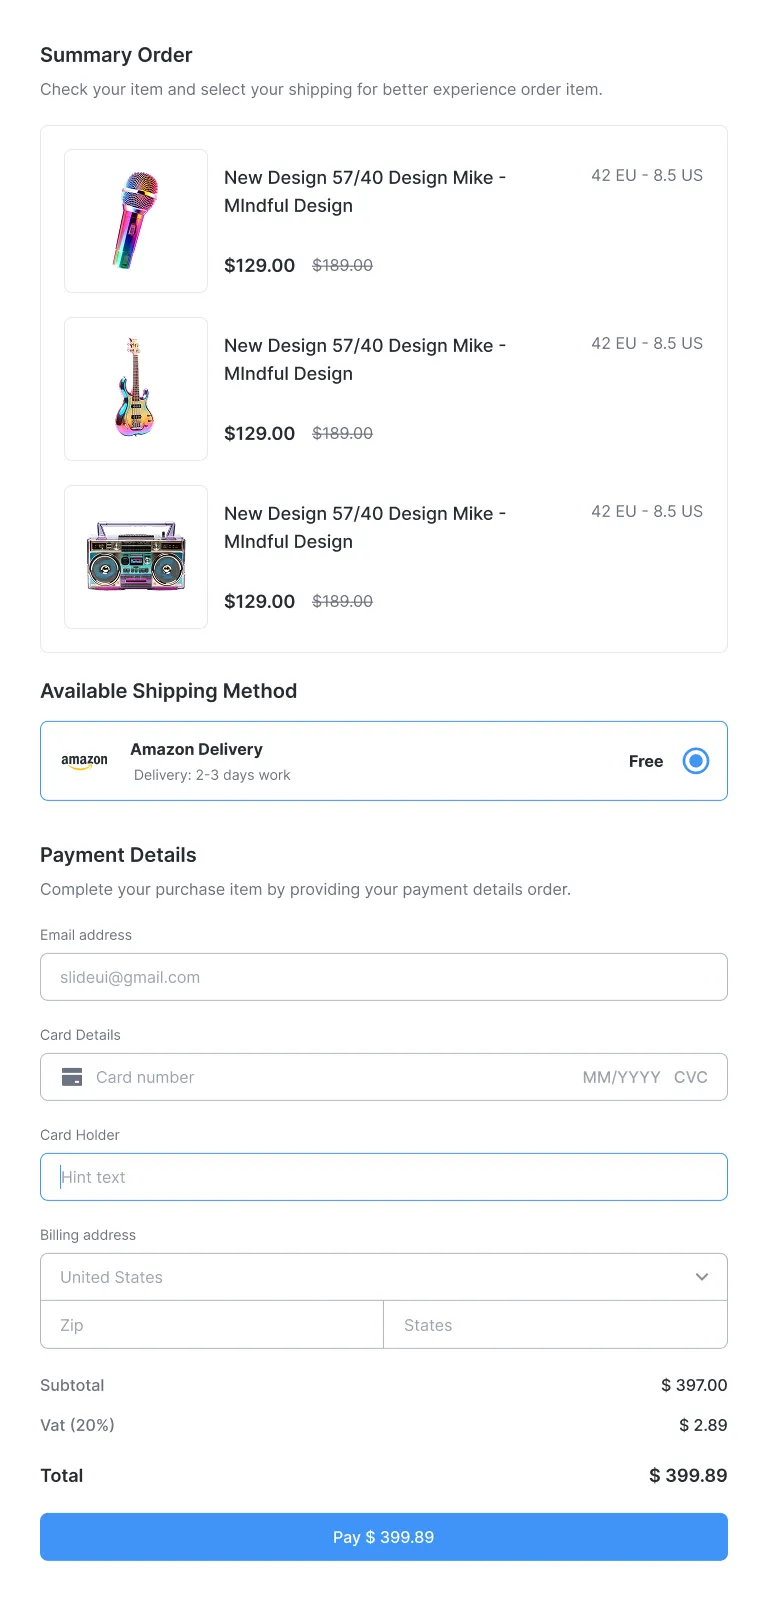 Summary Order
Check your item and select your shipping for better experience order item.
New Design 57/40 Design Mike -
MIndful Design
42 EU - 8.5 US
$129.00 $189.00
New Design 57/40 Design Mike -
MIndful Design
42 EU - 8.5 US
$129.00 $189.00
New Design 57/40 Design Mike -
MIndful Design
42 EU - 8.5 US
$129.00 $189.00
Available Shipping Method
amazon
Amazon Delivery
Delivery: 2-3 days work
Free
Payment Details
Complete your purchase item by providing your payment details order.
Email address
slideui@gmail.com
Card Details
Card number MM/YYYY CVC
Card Holder
Hint text
Billing address
United States
Zip States
Subtotal $ 397.00
Vat (20%) $ 2.89
Total $ 399.89
Pay $ 399.89